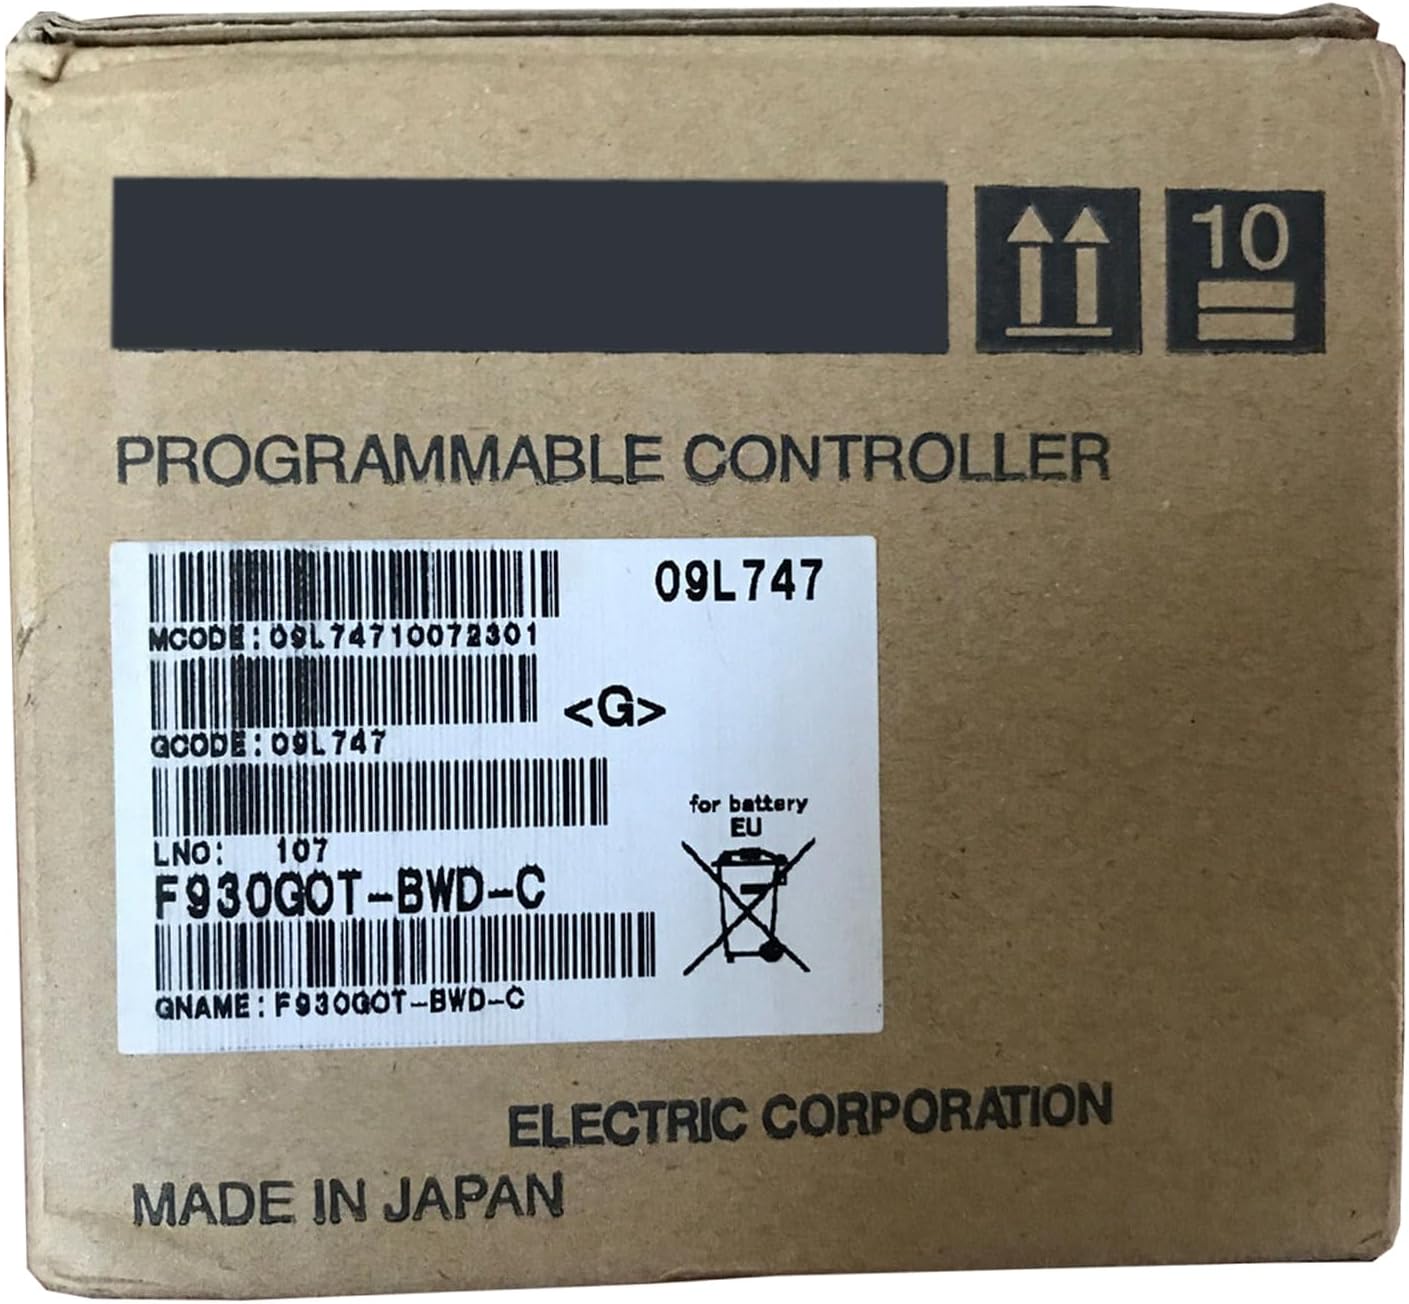 10
PROGRAMMABLE CONTROLLER
09L747
MCODE:09L74710072301
<G>
GCODE:09L747
for battery
EU
LNO: 107
F930GOT-BWD-C
GNAME:F930GOT-BWD-C
ELECTRIC CORPORATION
MADE IN JAPAN